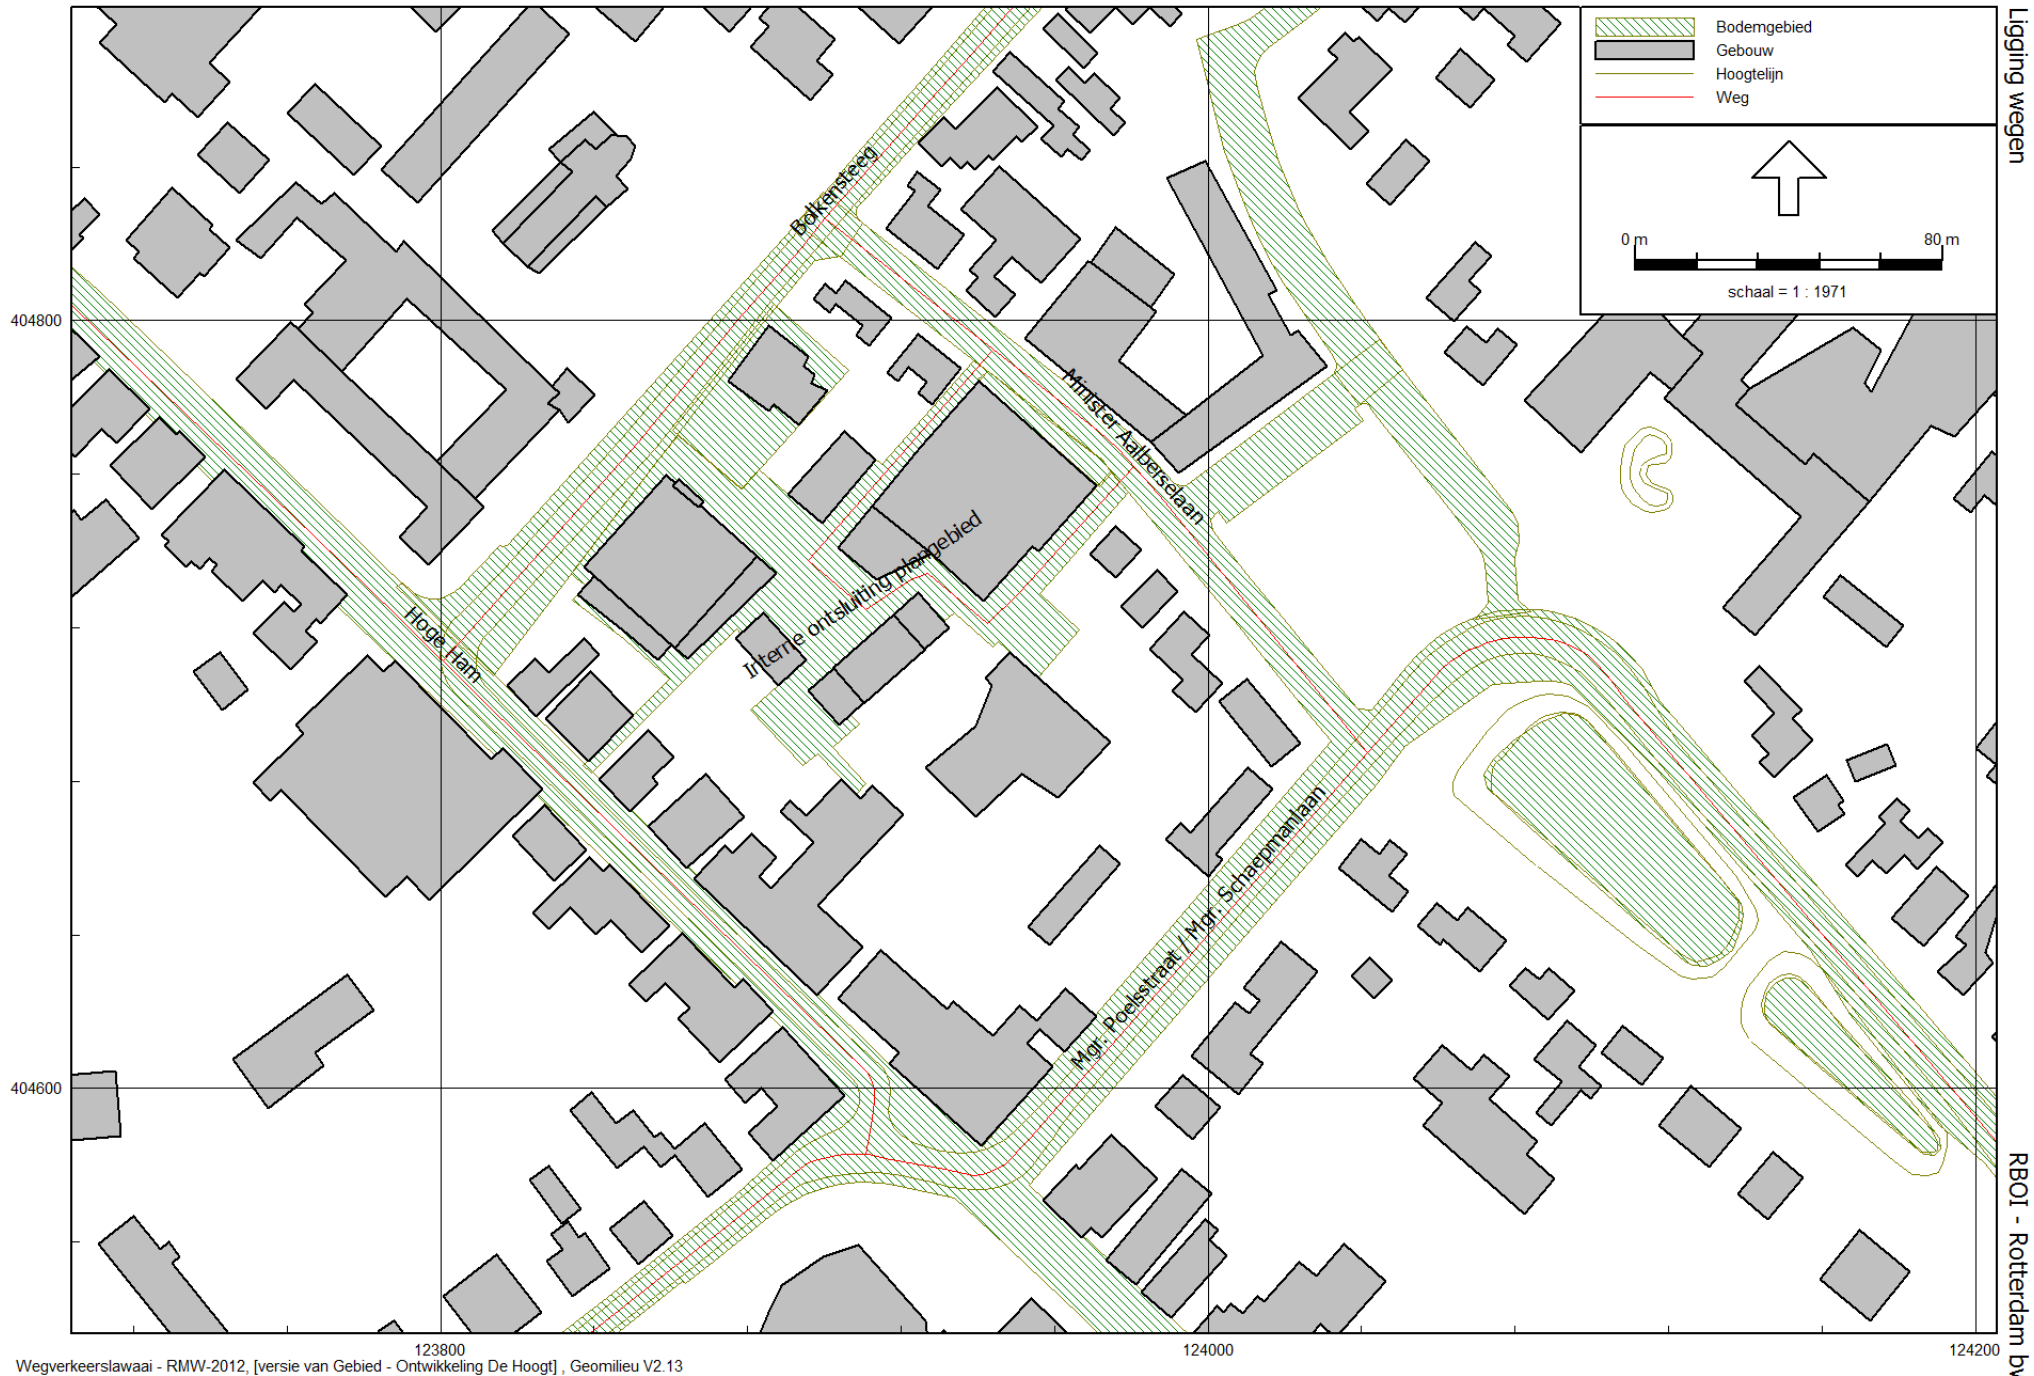 Bodemgebied
Gebouw
Hoogtelijn
Weg
0 m
80 m
schaal = 1 : 1971
Ligging wegen
Bolkensteeg
404800
Minister Aalberselaan
Interne ontsluiting plangebied
Hoge Ham
Mgr. Poelsstraat / Mgr. Schaepmanlaan
404600
RBOI - Rotterdam bv
123800
124000
124200
Wegverkeerslawaai - RMW-2012, [versie van Gebied - Ontwikkeling De Hoogt] , Geomilieu V2.13